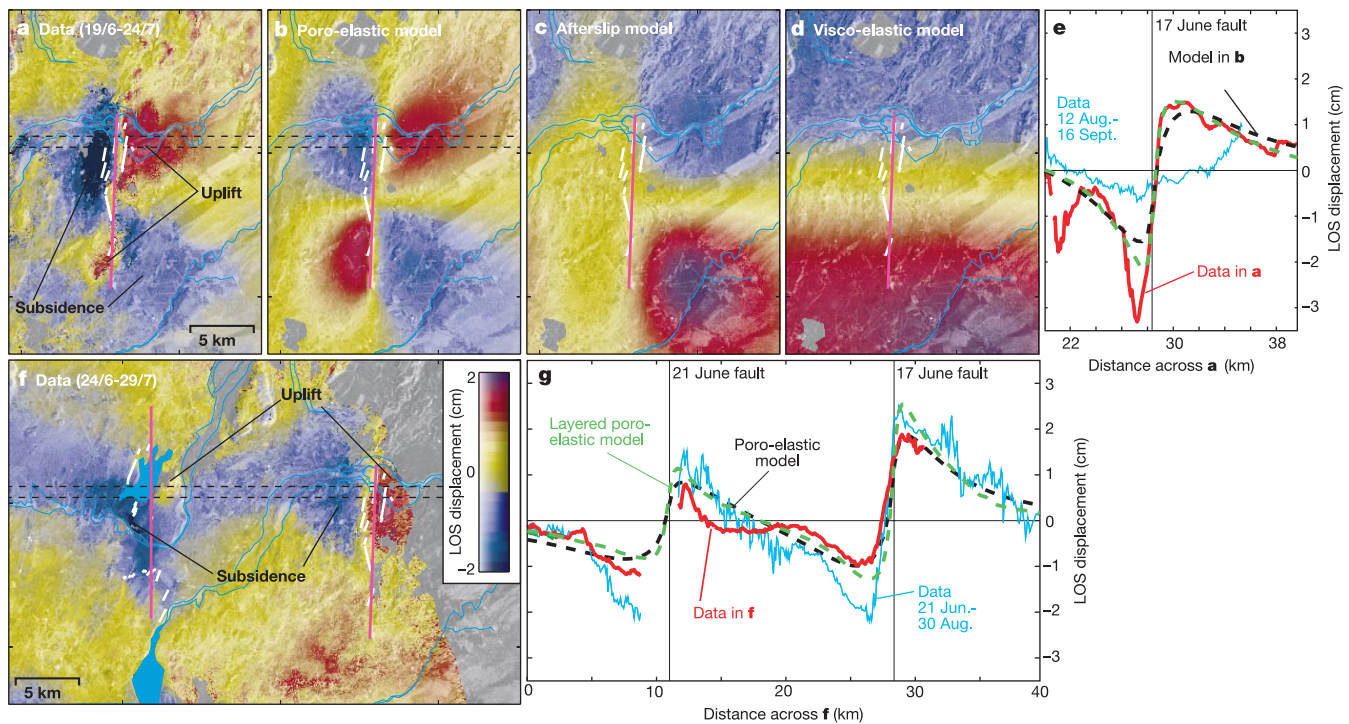 a Data (19/6-24/7)
Uplift
Subsidence
5 km
b Poro-elastic model
c Afterslip model
d Visco-elastic model
e
17 June fault
Model in b
Data
12 Aug.-
16 Sept.
Data in a
3
2
1
0
−1
−2
−3
LOS displacement (cm)
22
26
30
34
38
Distance across a (km)
f Data (24/6-29/7)
Uplift
Subsidence
5 km
2
0
−2
LOS displacement (cm)
g
21 June fault
17 June fault
Layered poro-
elastic model
Poro-elastic
model
Data in f
Data
21 Jun.-
30 Aug.
3
2
1
0
−1
−2
−3
LOS displacement (cm)
0
10
20
30
40
Distance across f (km)